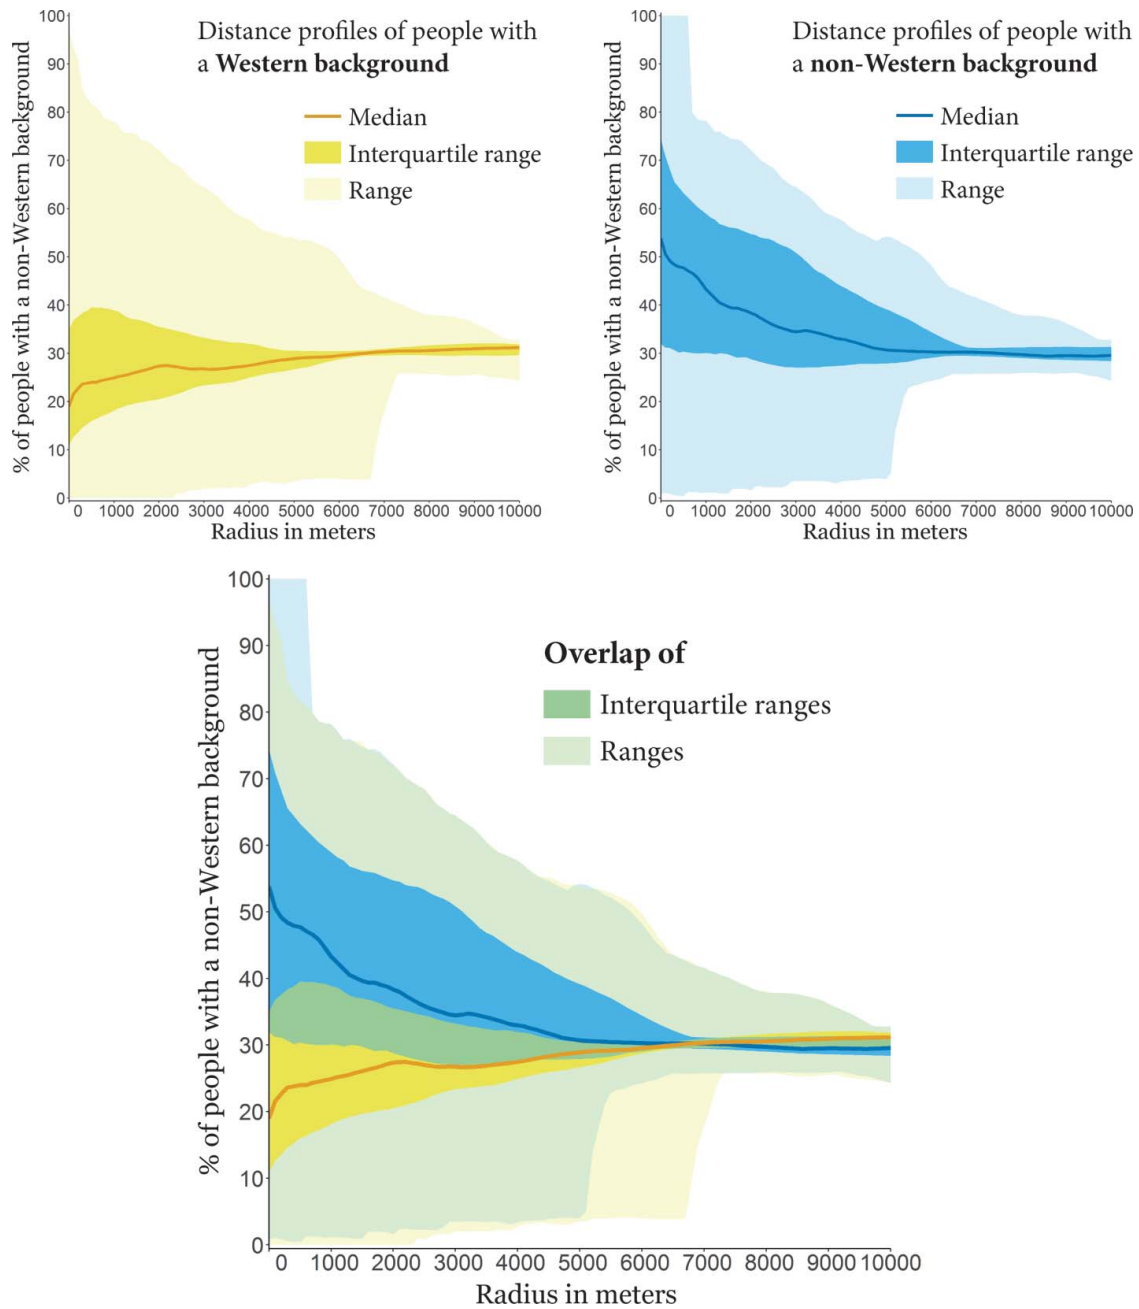 Distance profiles of people with
a Western background
Median
Interquartile range
Range
% of people with a non-Western background
100
90
80
70
60
50
40
30
20
10
0
0 1000 2000 3000 4000 5000 6000 7000 8000 9000 10000
Radius in meters
Distance profiles of people with
a non-Western background
Median
Interquartile range
Range
% of people with a non-Western background
100
90
80
70
60
50
40
30
20
10
0
0 1000 2000 3000 4000 5000 6000 7000 8000 9000 10000
Radius in meters
Overlap of
Interquartile ranges
Ranges
% of people with a non-Western background
100
90
80
70
60
50
40
30
20
10
0
0 1000 2000 3000 4000 5000 6000 7000 8000 9000 10000
Radius in meters